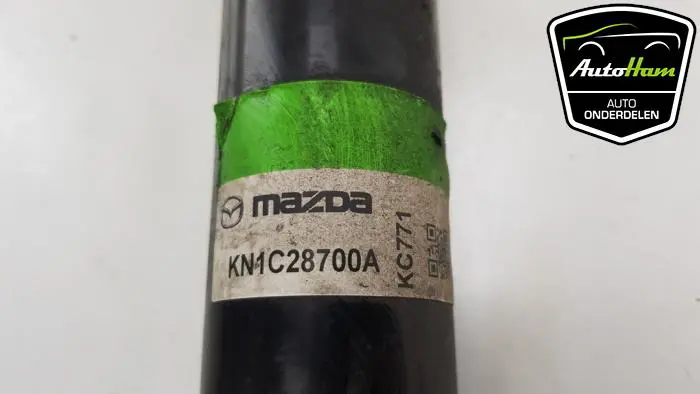 AutoHam
AUTO
ONDERDELEN
mazda
KN1C28700A
KC771